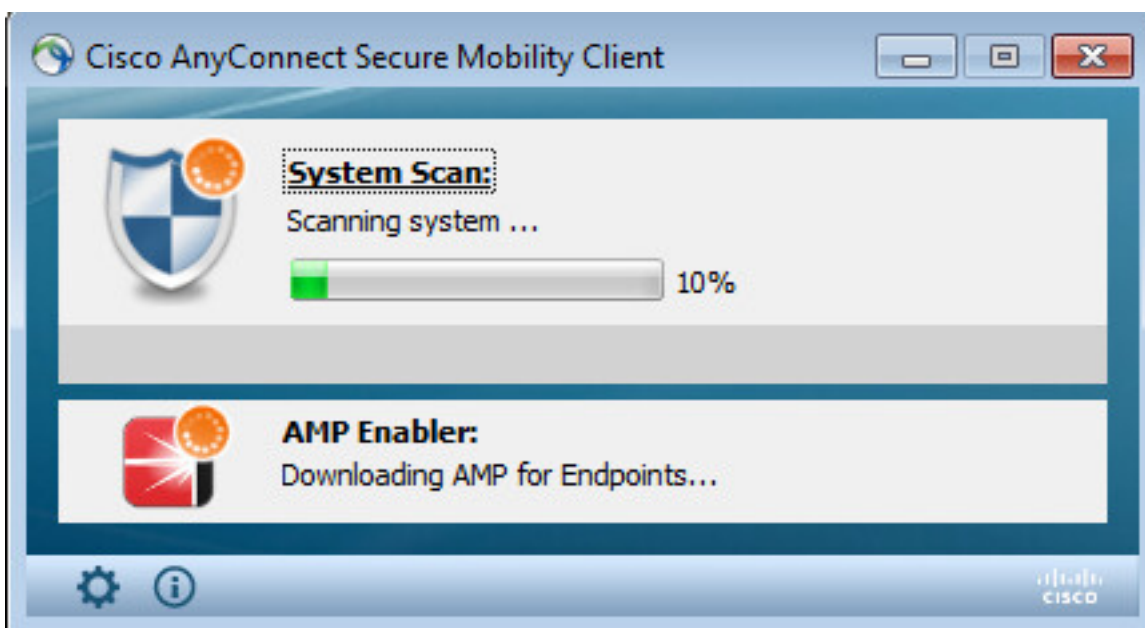 Cisco AnyConnect Secure Mobility Client
System Scan:
Scanning system ...
10%
AMP Enabler:
Downloading AMP for Endpoints...
CISCO